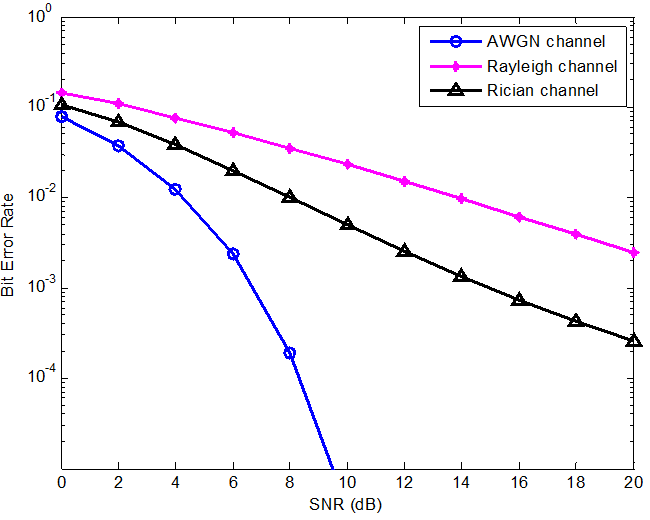 10^0
AWGN channel
Rayleigh channel
Rician channel
10^-1
10^-2
10^-3
10^-4
Bit Error Rate
0 2 4 6 8 10 12 14 16 18 20
SNR (dB)